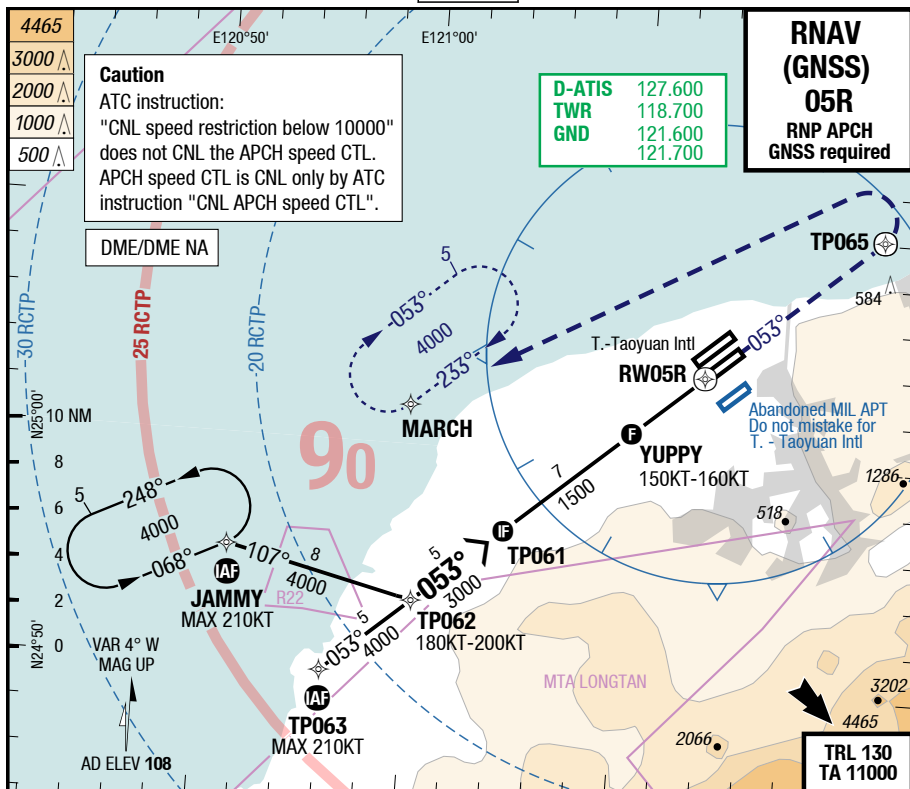 4465
3000
2000
1000
500
E120°50'
E121°00'
Caution
ATC instruction:
"CNL speed restriction below 10000"
does not CNL the APCH speed CTL.
APCH speed CTL is CNL only by ATC
instruction "CNL APCH speed CTL".
DME/DME NA
D-ATIS 127.600
TWR 118.700
GND 121.600
121.700
RNAV
(GNSS)
05R
RNP APCH
GNSS required
TP065
584
30 RCTP
25 RCTP
20 RCTP
5
053°
4000
233°
MARCH
T.-Taoyuan Intl
RW05R
053°
Abandoned MIL APT
Do not mistake for
T. - Taoyuan Intl
YUPPY
150KT-160KT
7
1500
N25°00'
10 NM
8
6
4
2
0
N24°50'
90
1286
518
5
248°
4000
068°
IAF
JAMMY
MAX 210KT
107°
8
4000
R22
F
IF
TP061
5
053°
3000
TP062
180KT-200KT
053°
5
4000
IAF
TP063
MAX 210KT
VAR 4° W
MAG UP
AD ELEV 108
MTA LONGTAN
2066
3202
4465
TRL 130
TA 11000